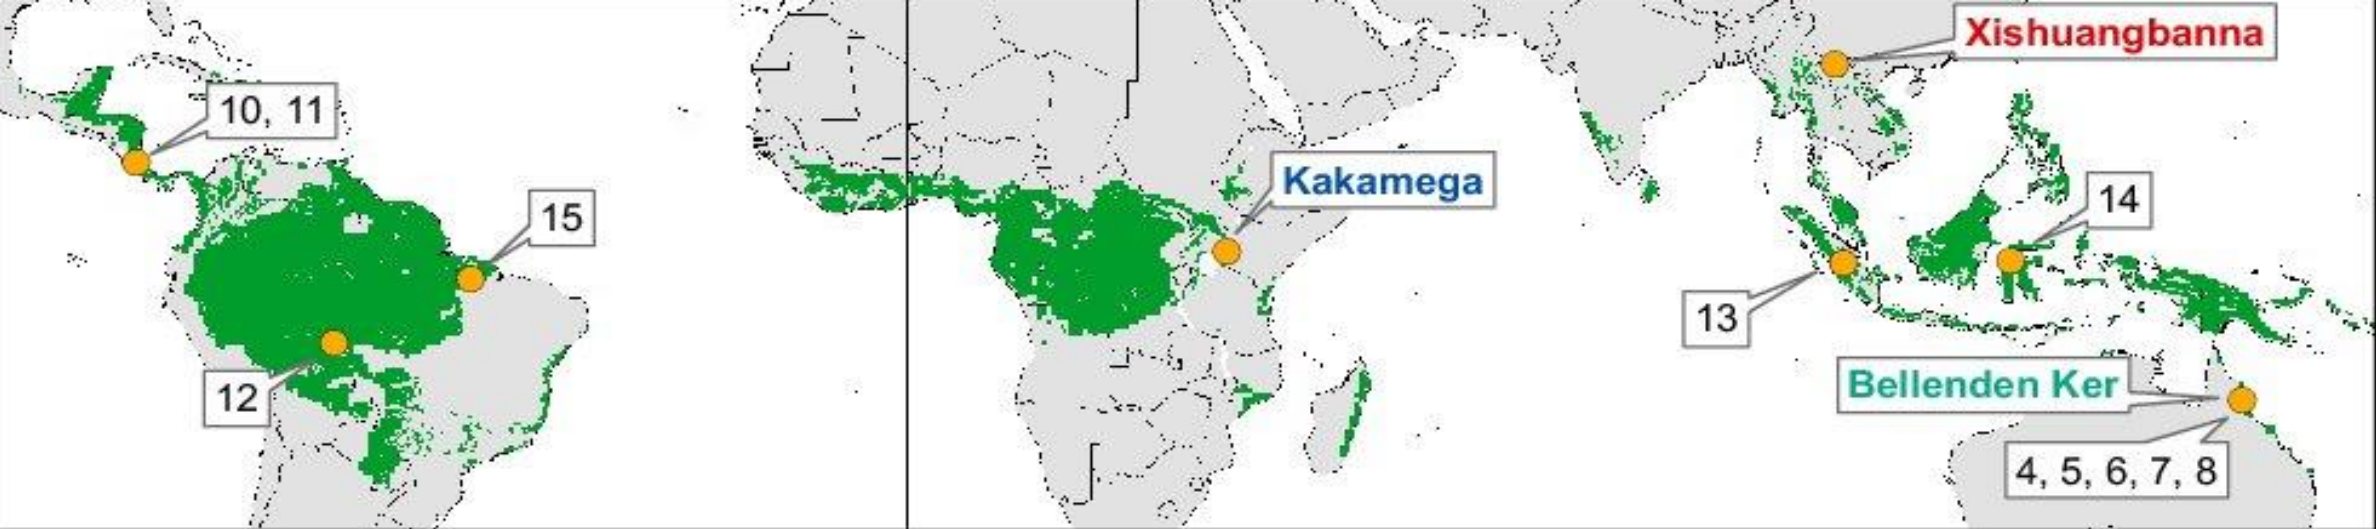 Xishuangbanna
10, 11
Kakamega
15
14
13
12
Bellenden Ker
4, 5, 6, 7, 8